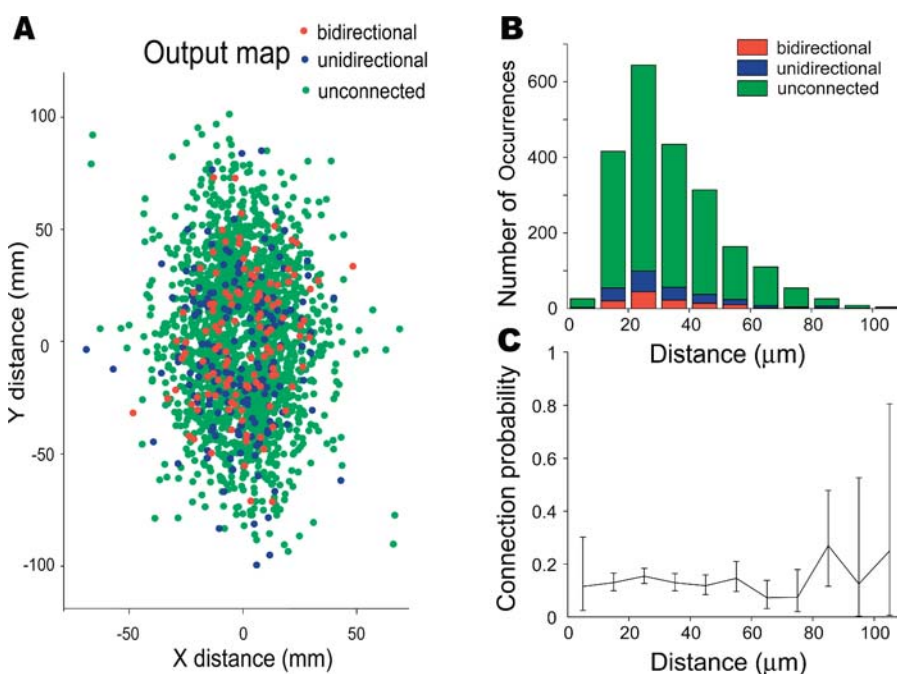 A
Output map
bidirectional
unidirectional
unconnected
Y distance (mm)
100
50
0
-50
-100
-50
0
50
X distance (mm)
B
bidirectional
unidirectional
unconnected
Number of Occurrences
600
400
200
0
0
20
40
60
80
100
Distance (μm)
C
Connection probability
1
0.8
0.6
0.4
0.2
0
0
20
40
60
80
100
Distance (μm)